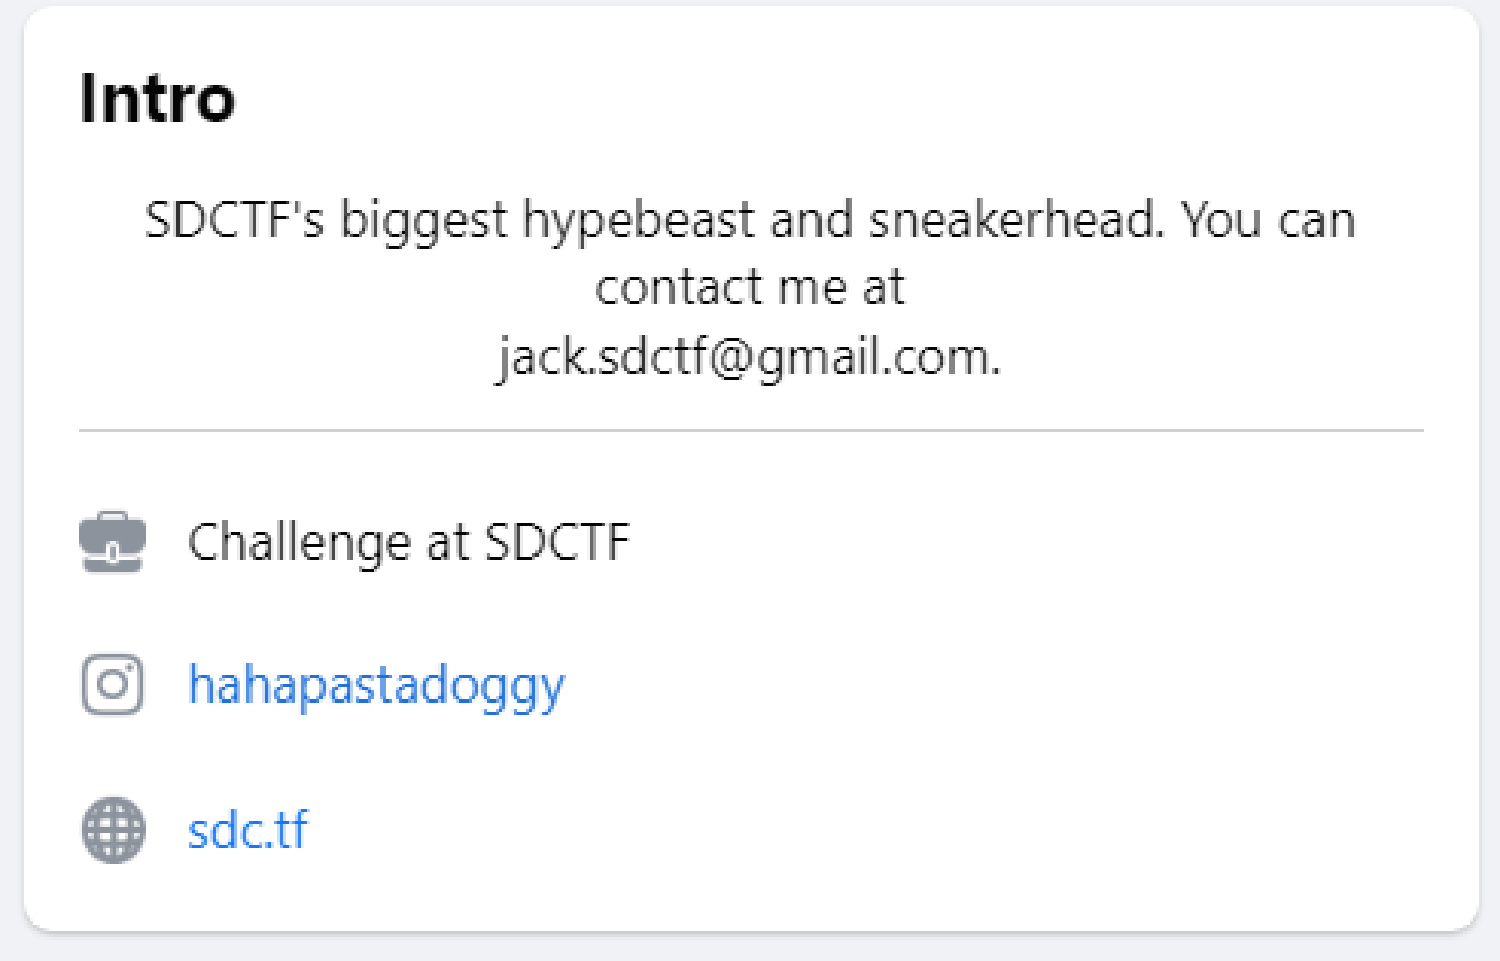 Intro
SDCTF's biggest hypebeast and sneakerhead. You can
contact me at
jack.sdctf@gmail.com.
Challenge at SDCTF
hahapastadoggy
sdc.tf